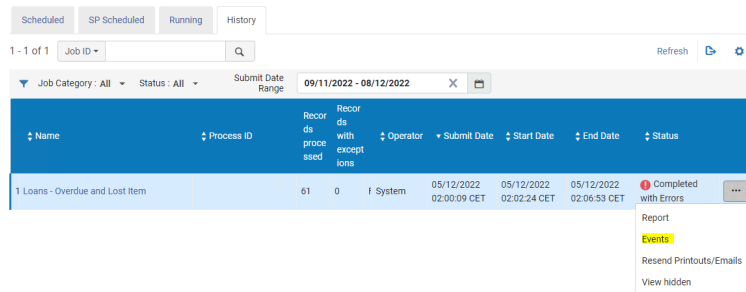 Scheduled SP Scheduled Running History
1 - 1 of 1 Job ID Refresh
Job Category : All Status : All Submit Date Range 09/11/2022 - 08/12/2022
Name Process ID Records processed Records with exceptions Operator Submit Date Start Date End Date Status
1 Loans - Overdue and Lost Item 61 0 System 05/12/2022 05/12/2022 05/12/2022 Completed
02:00:09 CET 02:02:24 CET 02:06:53 CET with Errors
Report
Events
Resend Printouts/Emails
View hidden